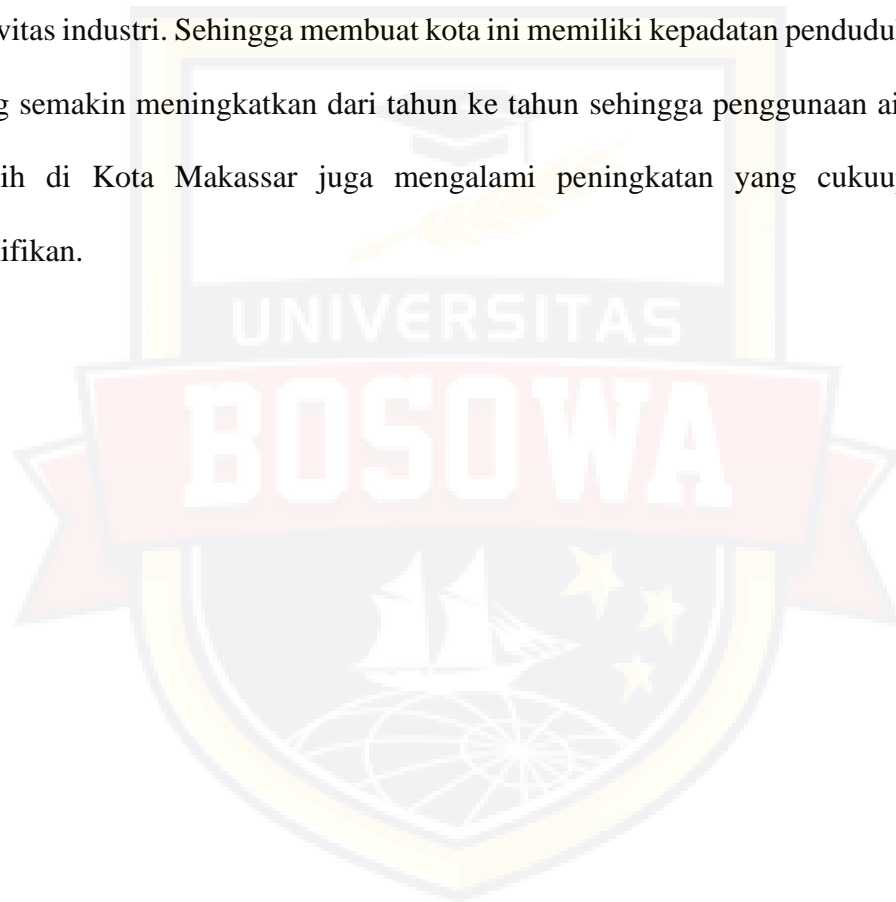 vitas industri. Sehingga membuat kota ini memiliki kepadatan pendudu
g semakin meningkatkan dari tahun ke tahun sehingga penggunaan ai
ih di Kota Makassar juga mengalami peningkatan yang cukuu
ifikan.
UNIVERSITAS
BOSOWA